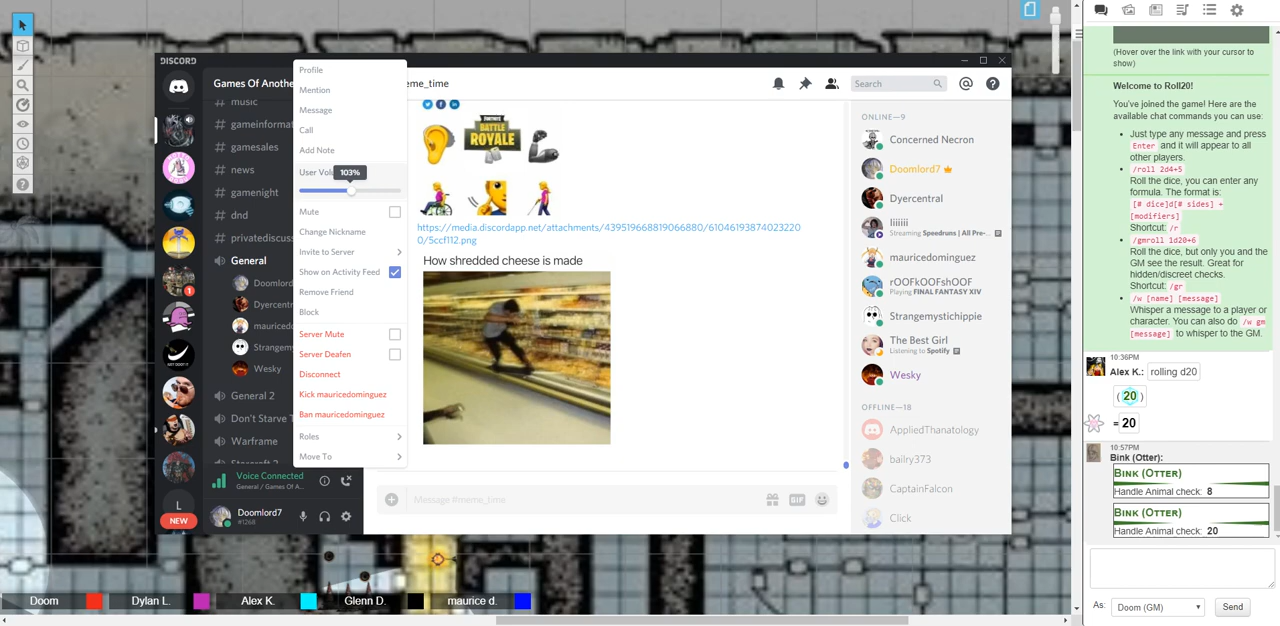 DISCORD
Games Of Anothe
music
gameinformat
gamesales
news
gamenight
dnd
privatediscuss
General
Doomlord
Dyercentr
mauricedo
Strangemy
Wesky
General 2
Don't Starve T
Warframe
L
NEW
1
Voice Connected
General / Games Of A...
Doomlord7
#1268
Profile
Mention
Message
Call
Add Note
User Volu
103%
Mute
Change Nickname
Invite to Server
Show on Activity Feed
Remove Friend
Block
Server Mute
Server Deafen
Disconnect
Kick mauricedominguez
Ban mauricedominguez
Roles
Move To
eme_time
Search
FORTNITE
BATTLE
ROYALE
https://media.discordapp.net/attachments/439519668819066880/61046193874023220
0/5ccf112.png
How shredded cheese is made
Message #meme_time
GIF
ONLINE—9
Concerned Necron
Doomlord7
Dyercentral
liiiiii
Streaming Speedruns | All Pre-...
mauricedominguez
rOOFkOOFshOOF
Playing FINAL FANTASY XIV
Strangemystichippie
The Best Girl
Listening to Spotify
Wesky
OFFLINE—18
AppliedThanatology
bailry373
CaptainFalcon
Click
Doom
Dylan L.
Alex K.
Glenn D.
maurice d.
(Hover over the link with your cursor to
show)
Welcome to Roll20!
You've joined the game! Here are the
available chat commands you can use:
Just type any message and press
Enter and it will appear to all
other players.
/roll 2d4+5
Roll the dice, you can enter any
formula. The format is:
[# dice]d[# sides] +
[modifiers]
Shortcut: /r
/gmroll 1d20+6
Roll the dice, but only you and the
GM see the result. Great for
hidden/discreet checks.
Shortcut: /gr
/w [name] [message]
Whisper a message to a player or
character. You can also do /w gm
[message] to whisper to the GM.
10:36PM
Alex K.: rolling d20
(20)
= 20
10:57PM
Bink (Otter):
BINK (OTTER)
Handle Animal check: 8
BINK (OTTER)
Handle Animal check: 20
As: Doom (GM) Send